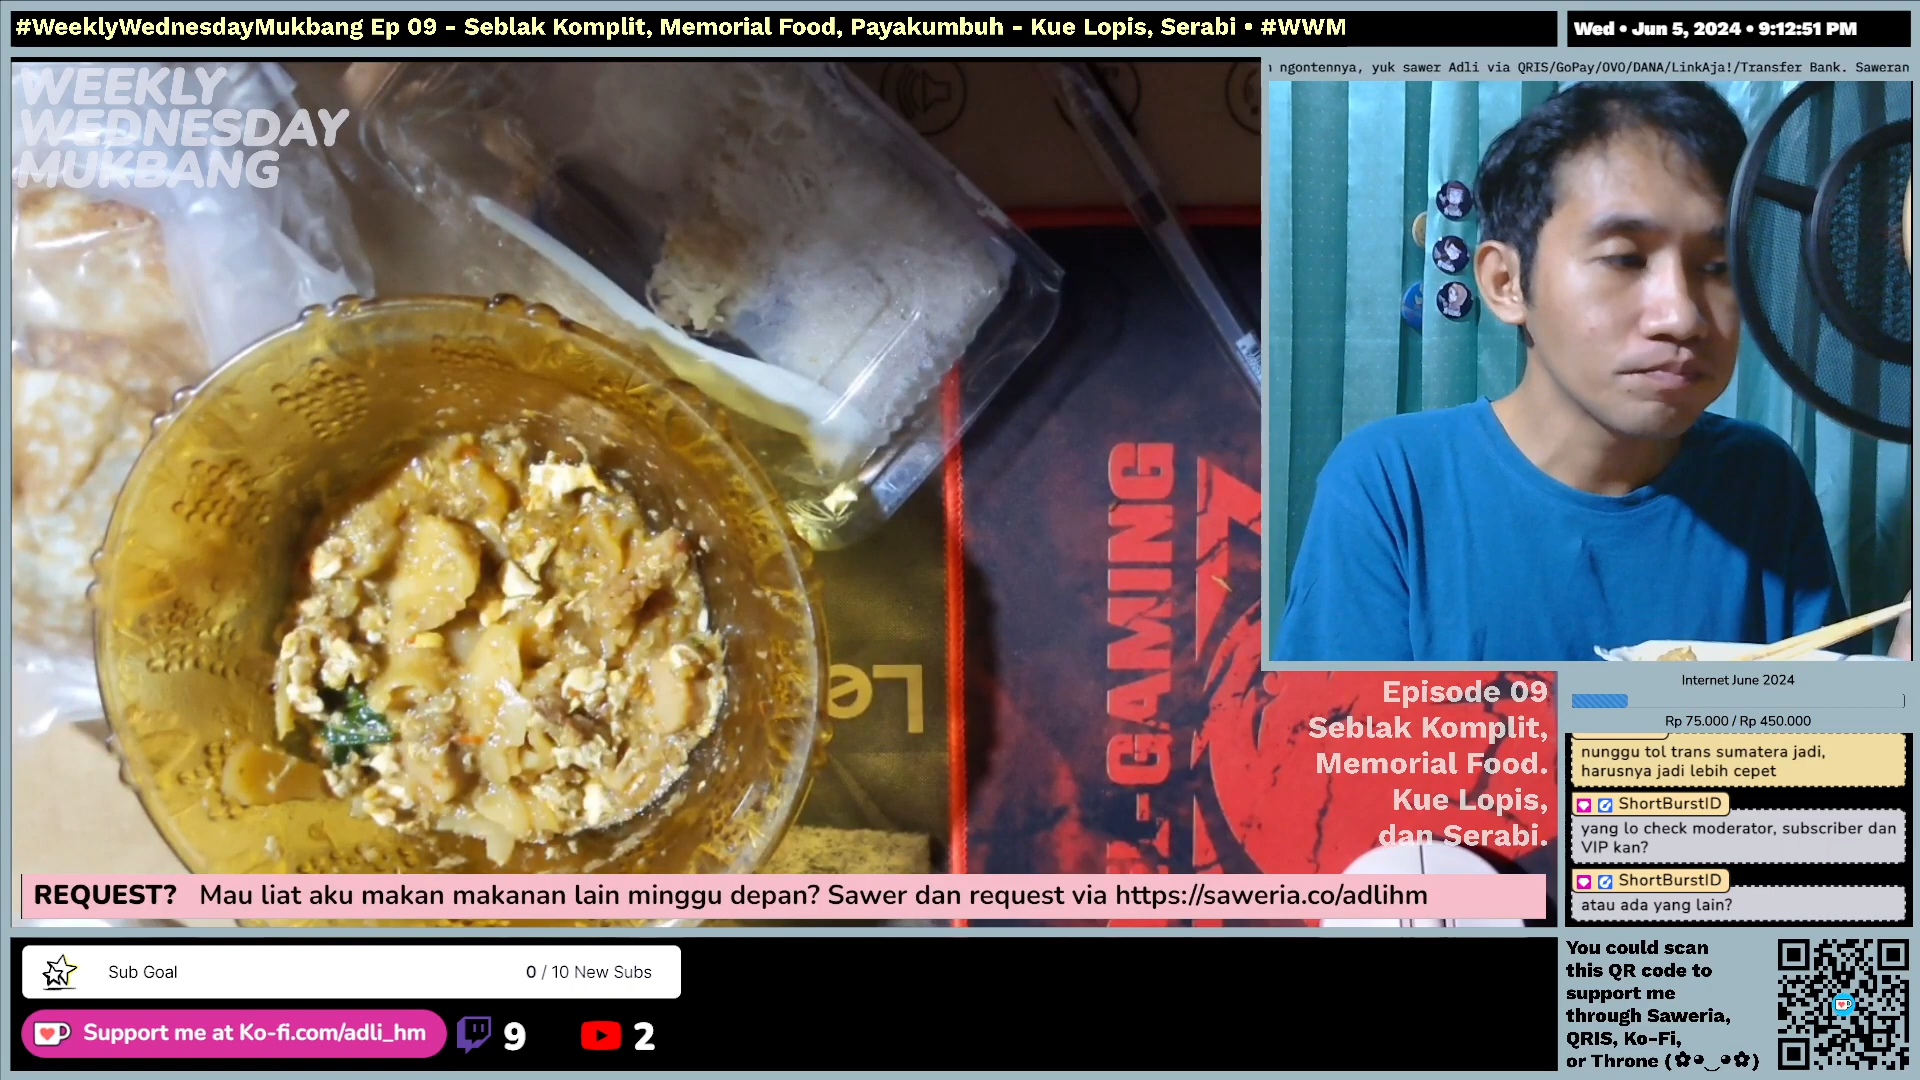 #WeeklyWednesdayMukbang Ep 09 - Seblak Komplit, Memorial Food, Payakumbuh - Kue Lopis, Serabi • #WWM
Wed • Jun 5, 2024 • 9:12:51 PM
ngontennya, yuk sawer Adli via QRIS/GoPay/OVO/DANA/LinkAja!/Transfer Bank. Saweran
WEEKLY
WEDNESDAY
MUKBANG
Le
L-GAMING
Episode 09
Seblak Komplit,
Memorial Food.
Kue Lopis,
dan Serabi.
Internet June 2024
Rp 75.000 / Rp 450.000
nunggu tol trans sumatera jadi,
harusnya jadi lebih cepet
ShortBurstID
yang lo check moderator, subscriber dan
VIP kan?
ShortBurstID
atau ada yang lain?
REQUEST? Mau liat aku makan makanan lain minggu depan? Sawer dan request via https://saweria.co/adlihm
Sub Goal
0 / 10 New Subs
Support me at Ko-fi.com/adli_hm
9
2
You could scan
this QR code to
support me
through Saweria,
QRIS, Ko-Fi,
or Throne (✿◕‿◕✿)